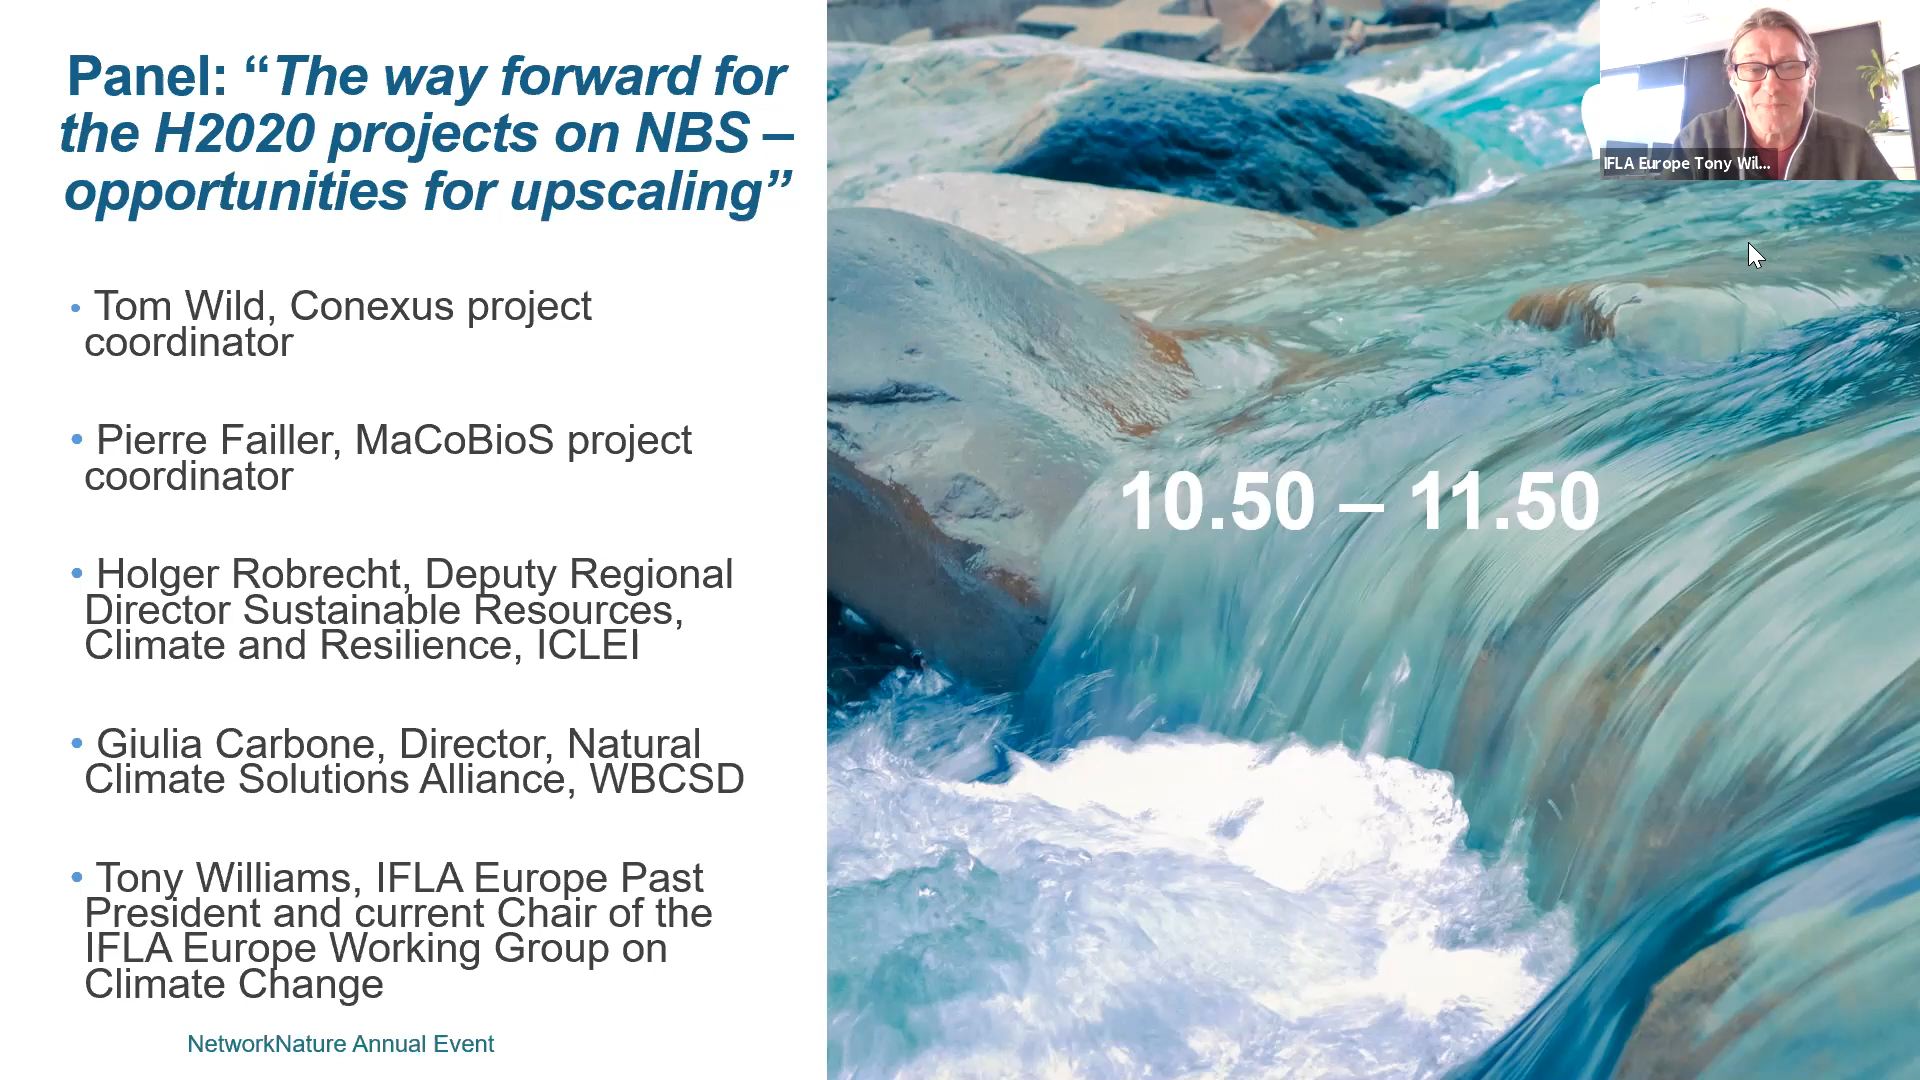 Panel: “The way forward for
the H2020 projects on NBS –
opportunities for upscaling”
• Tom Wild, Conexus project
coordinator
• Pierre Failler, MaCoBioS project
coordinator
• Holger Robrecht, Deputy Regional
Director Sustainable Resources,
Climate and Resilience, ICLEI
• Giulia Carbone, Director, Natural
Climate Solutions Alliance, WBCSD
• Tony Williams, IFLA Europe Past
President and current Chair of the
IFLA Europe Working Group on
Climate Change
NetworkNature Annual Event
10.50 – 11.50
IFLA Europe Tony Wil...